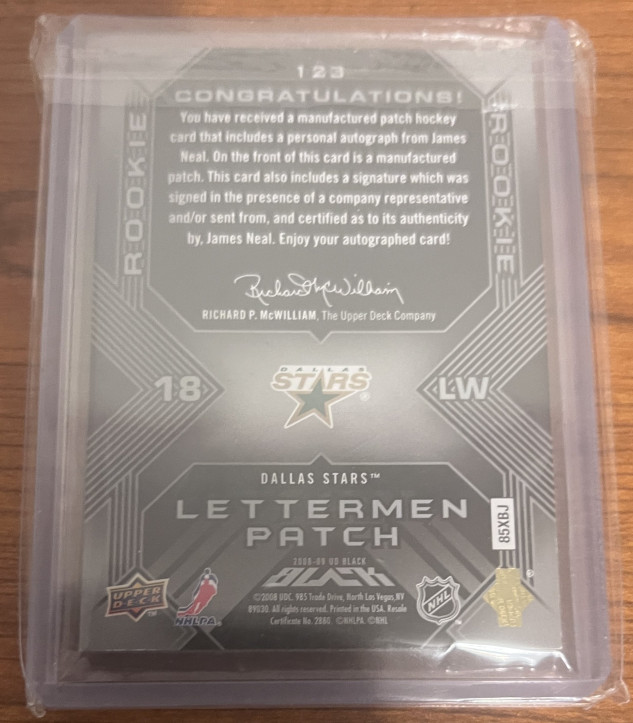 123
CONGRATULATIONS!
You have received a manufactured patch hockey
card that includes a personal autograph from James
Neal. On the front of this card is a manufactured
patch. This card also includes a signature which was
signed in the presence of a company representative
and/or sent from, and certified as to its authenticity
by, James Neal. Enjoy your autographed card!
ROOKIE
ROOKIE
Richard P. McWilliam
RICHARD P. McWILLIAM, The Upper Deck Company
18
DALLAS
STARS®
LW
DALLAS STARS™
LETTERMEN
PATCH
85XBJ
2008-09 UD BLACK
BLACK
©2008 UDC. 985 Trade Drive, North Las Vegas, NV
89030. All rights reserved. Printed in the USA. Resale
Certificate No. 2880. ©NHLPA. ©NHL
UPPER
DECK
™
NHLPA.
NHL
®